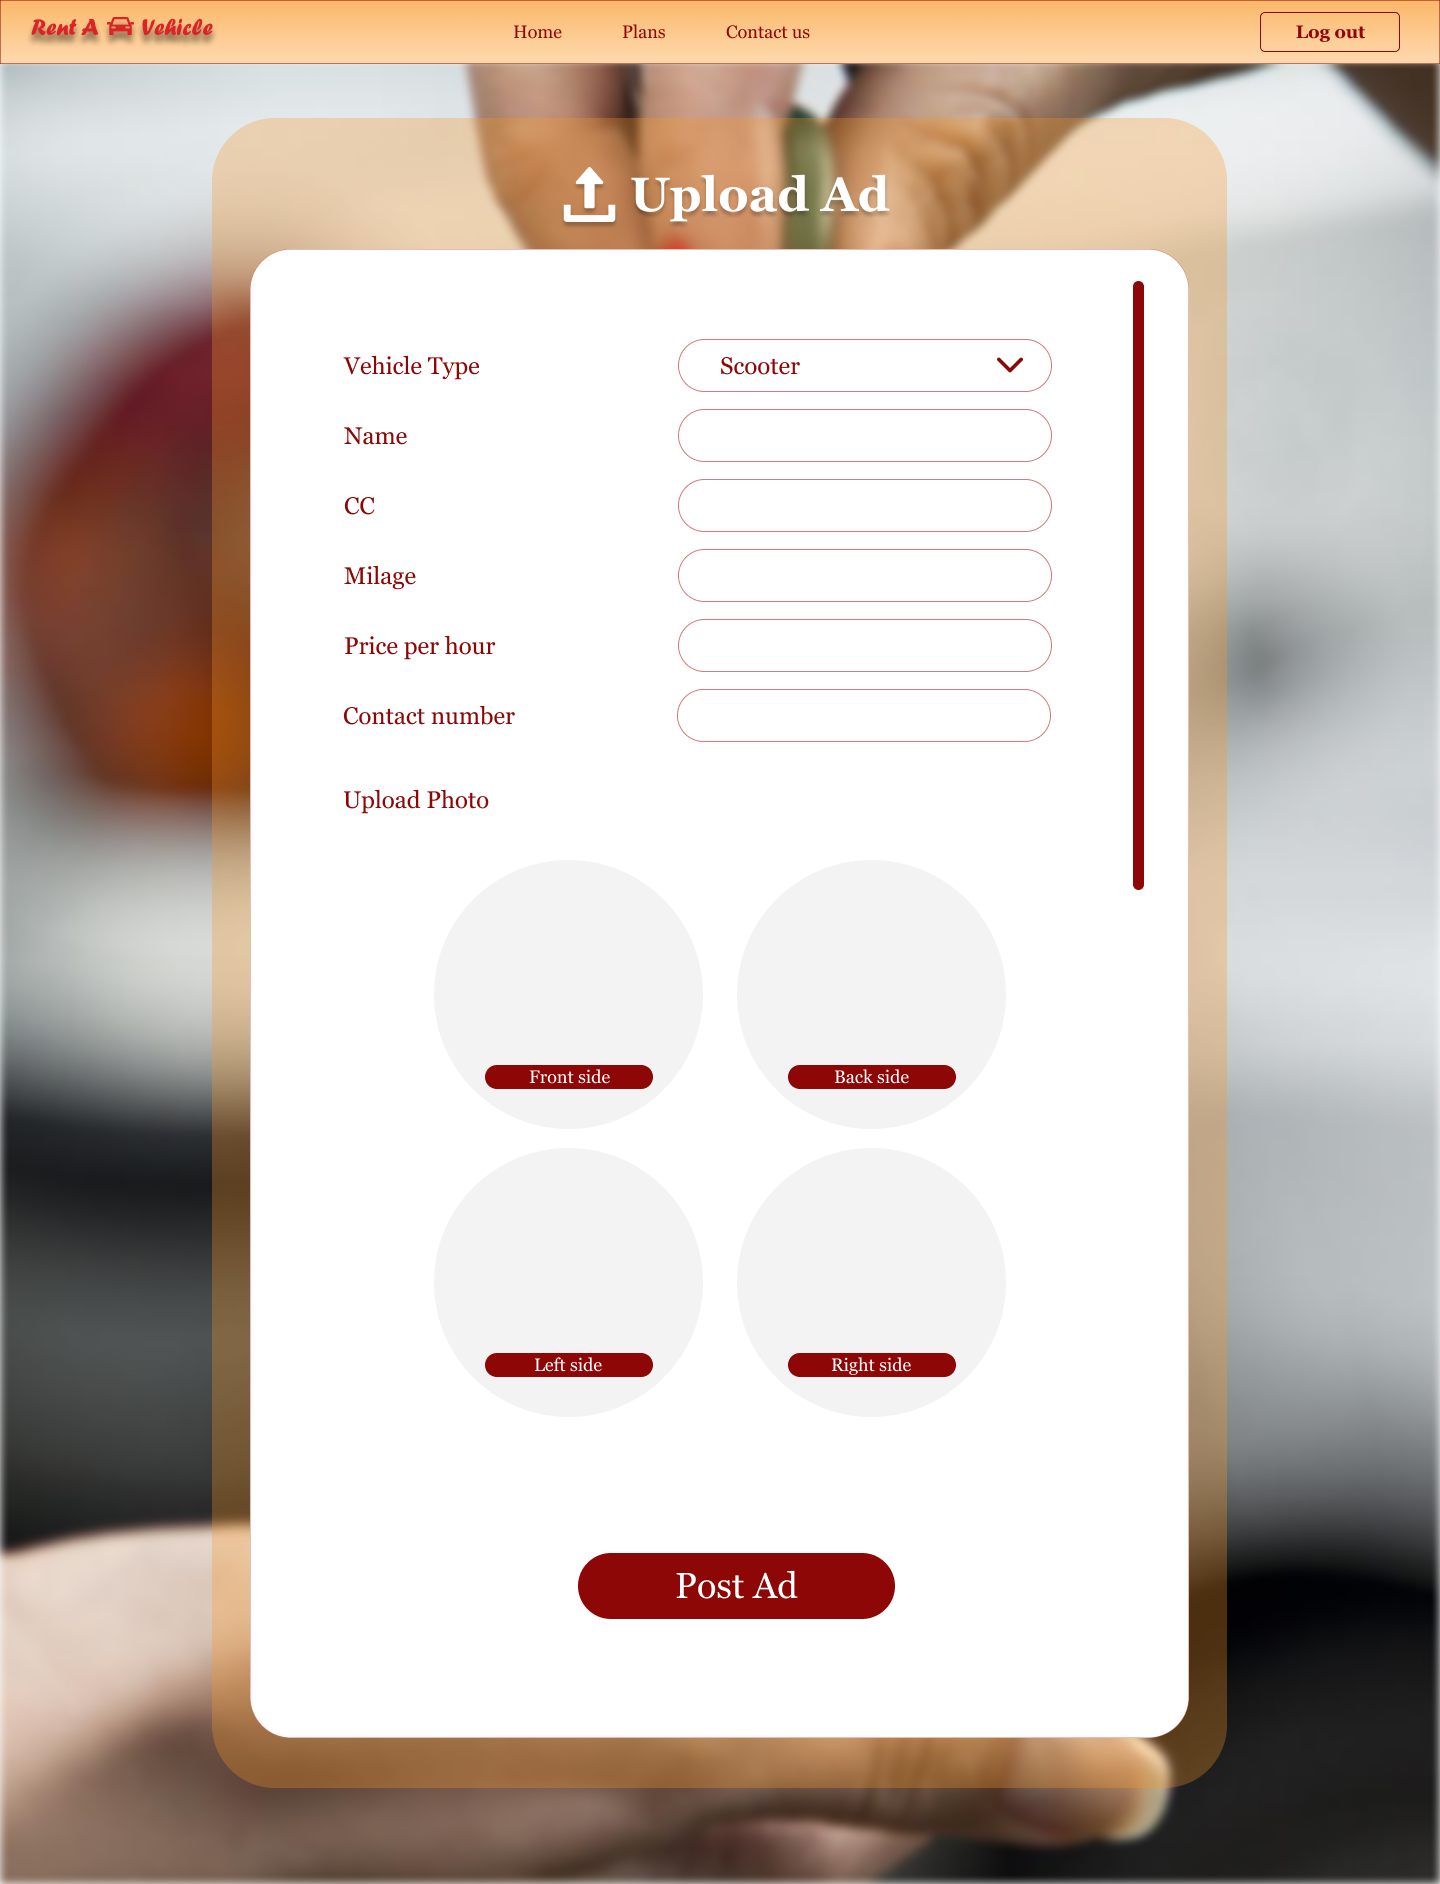 Rent A Vehicle
Home Plans Contact us
Log out
Upload Ad
Vehicle Type
Scooter
Name
CC
Milage
Price per hour
Contact number
Upload Photo
Front side
Back side
Left side
Right side
Post Ad